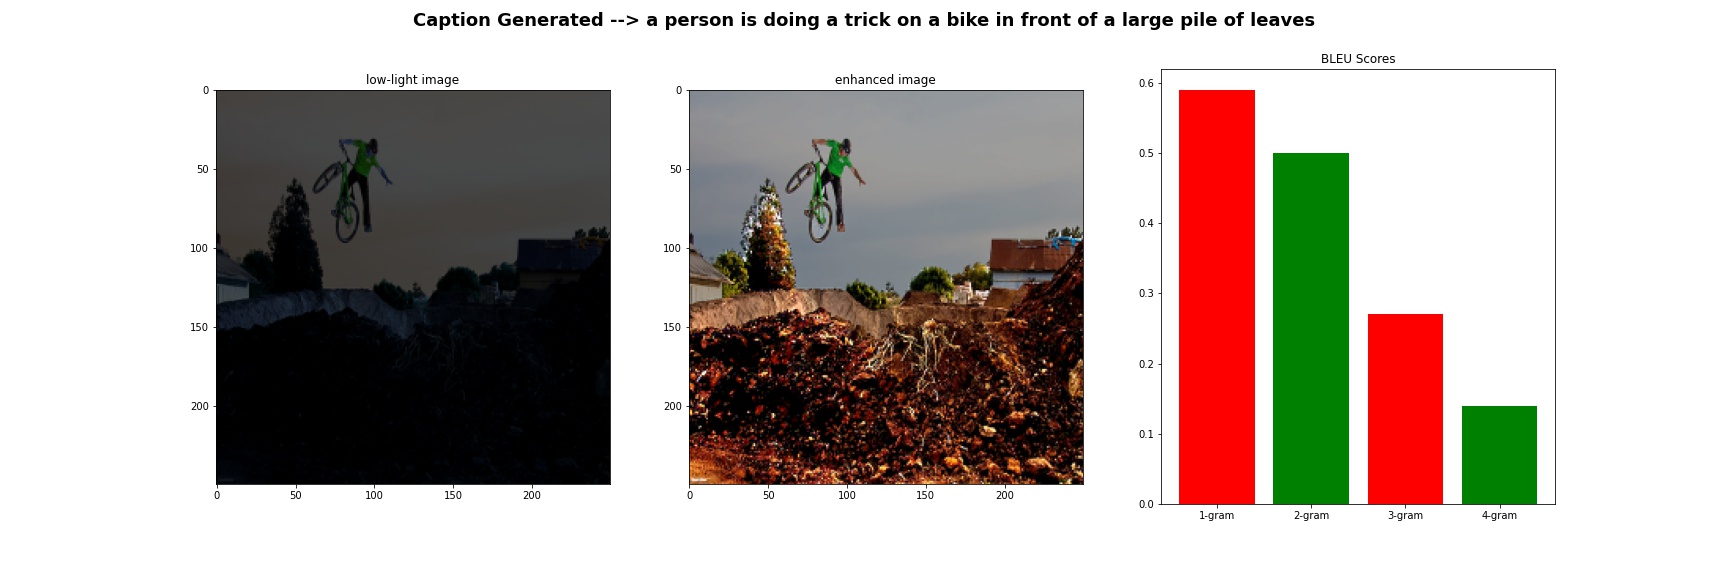 Caption Generated --> a person is doing a trick on a bike in front of a large pile of leaves
low-light image
0
50
100
150
200
0 50 100 150 200
enhanced image
0
50
100
150
200
0 50 100 150 200
BLEU Scores
0.6
0.5
0.4
0.3
0.2
0.1
0.0
1-gram 2-gram 3-gram 4-gram